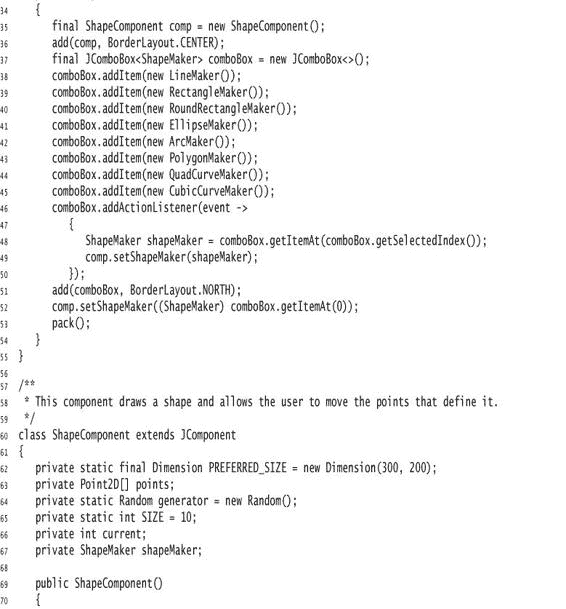 34    {
35       final ShapeComponent comp = new ShapeComponent();
36       add(comp, BorderLayout.CENTER);
37       final JComboBox<ShapeMaker> comboBox = new JComboBox<>();
38       comboBox.addItem(new LineMaker());
39       comboBox.addItem(new RectangleMaker());
40       comboBox.addItem(new RoundRectangleMaker());
41       comboBox.addItem(new EllipseMaker());
42       comboBox.addItem(new ArcMaker());
43       comboBox.addItem(new PolygonMaker());
44       comboBox.addItem(new QuadCurveMaker());
45       comboBox.addItem(new CubicCurveMaker());
46       comboBox.addActionListener(event ->
47          {
48             ShapeMaker shapeMaker = comboBox.getItemAt(comboBox.getSelectedIndex());
49             comp.setShapeMaker(shapeMaker);
50          });
51       add(comboBox, BorderLayout.NORTH);
52       comp.setShapeMaker((ShapeMaker) comboBox.getItemAt(0));
53       pack();
54    }
55 }
56
57 /**
58  * This component draws a shape and allows the user to move the points that define it.
59  */
60 class ShapeComponent extends JComponent
61 {
62    private static final Dimension PREFERRED_SIZE = new Dimension(300, 200);
63    private Point2D[] points;
64    private static Random generator = new Random();
65    private static int SIZE = 10;
66    private int current;
67    private ShapeMaker shapeMaker;
68
69    public ShapeComponent()
70    {